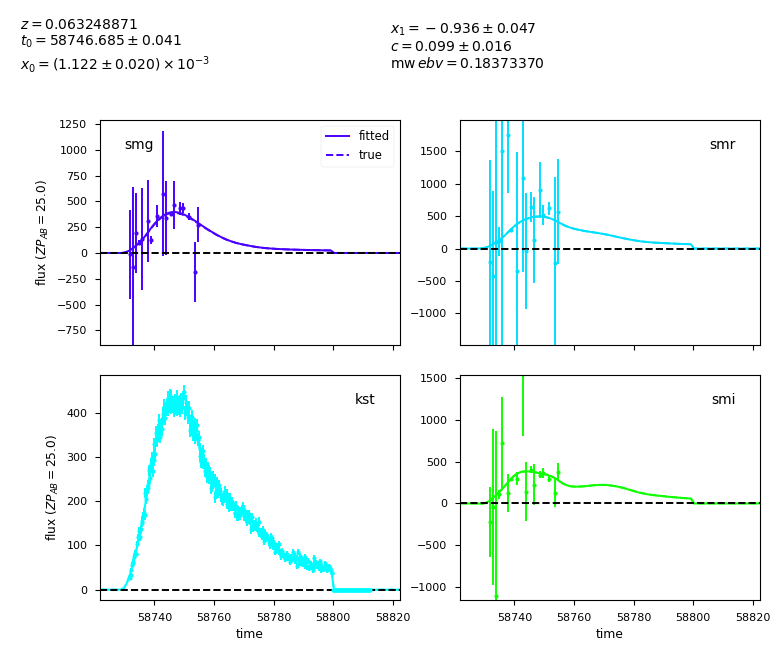 z = 0.063248871
t0 = 58746.685 ± 0.041
x0 = (1.122 ± 0.020) × 10^−3
x1 = −0.936 ± 0.047
c = 0.099 ± 0.016
mw ebv = 0.18373370
smg
fitted
true
1250
1000
750
500
250
0
−250
−500
−750
flux (ZP_AB = 25.0)
smr
1500
1000
500
0
−500
−1000
kst
400
300
200
100
0
flux (ZP_AB = 25.0)
58740 58760 58780 58800 58820
time
smi
1500
1000
500
0
−500
−1000
58740 58760 58780 58800 58820
time